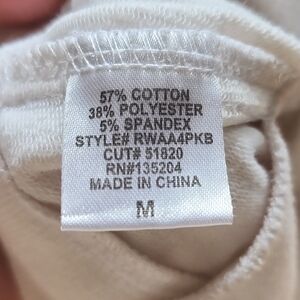 57% COTTON
38% POLYESTER
5% SPANDEX
STYLE# RWAA4PKB
CUT# 51820
RN#135204
MADE IN CHINA
M